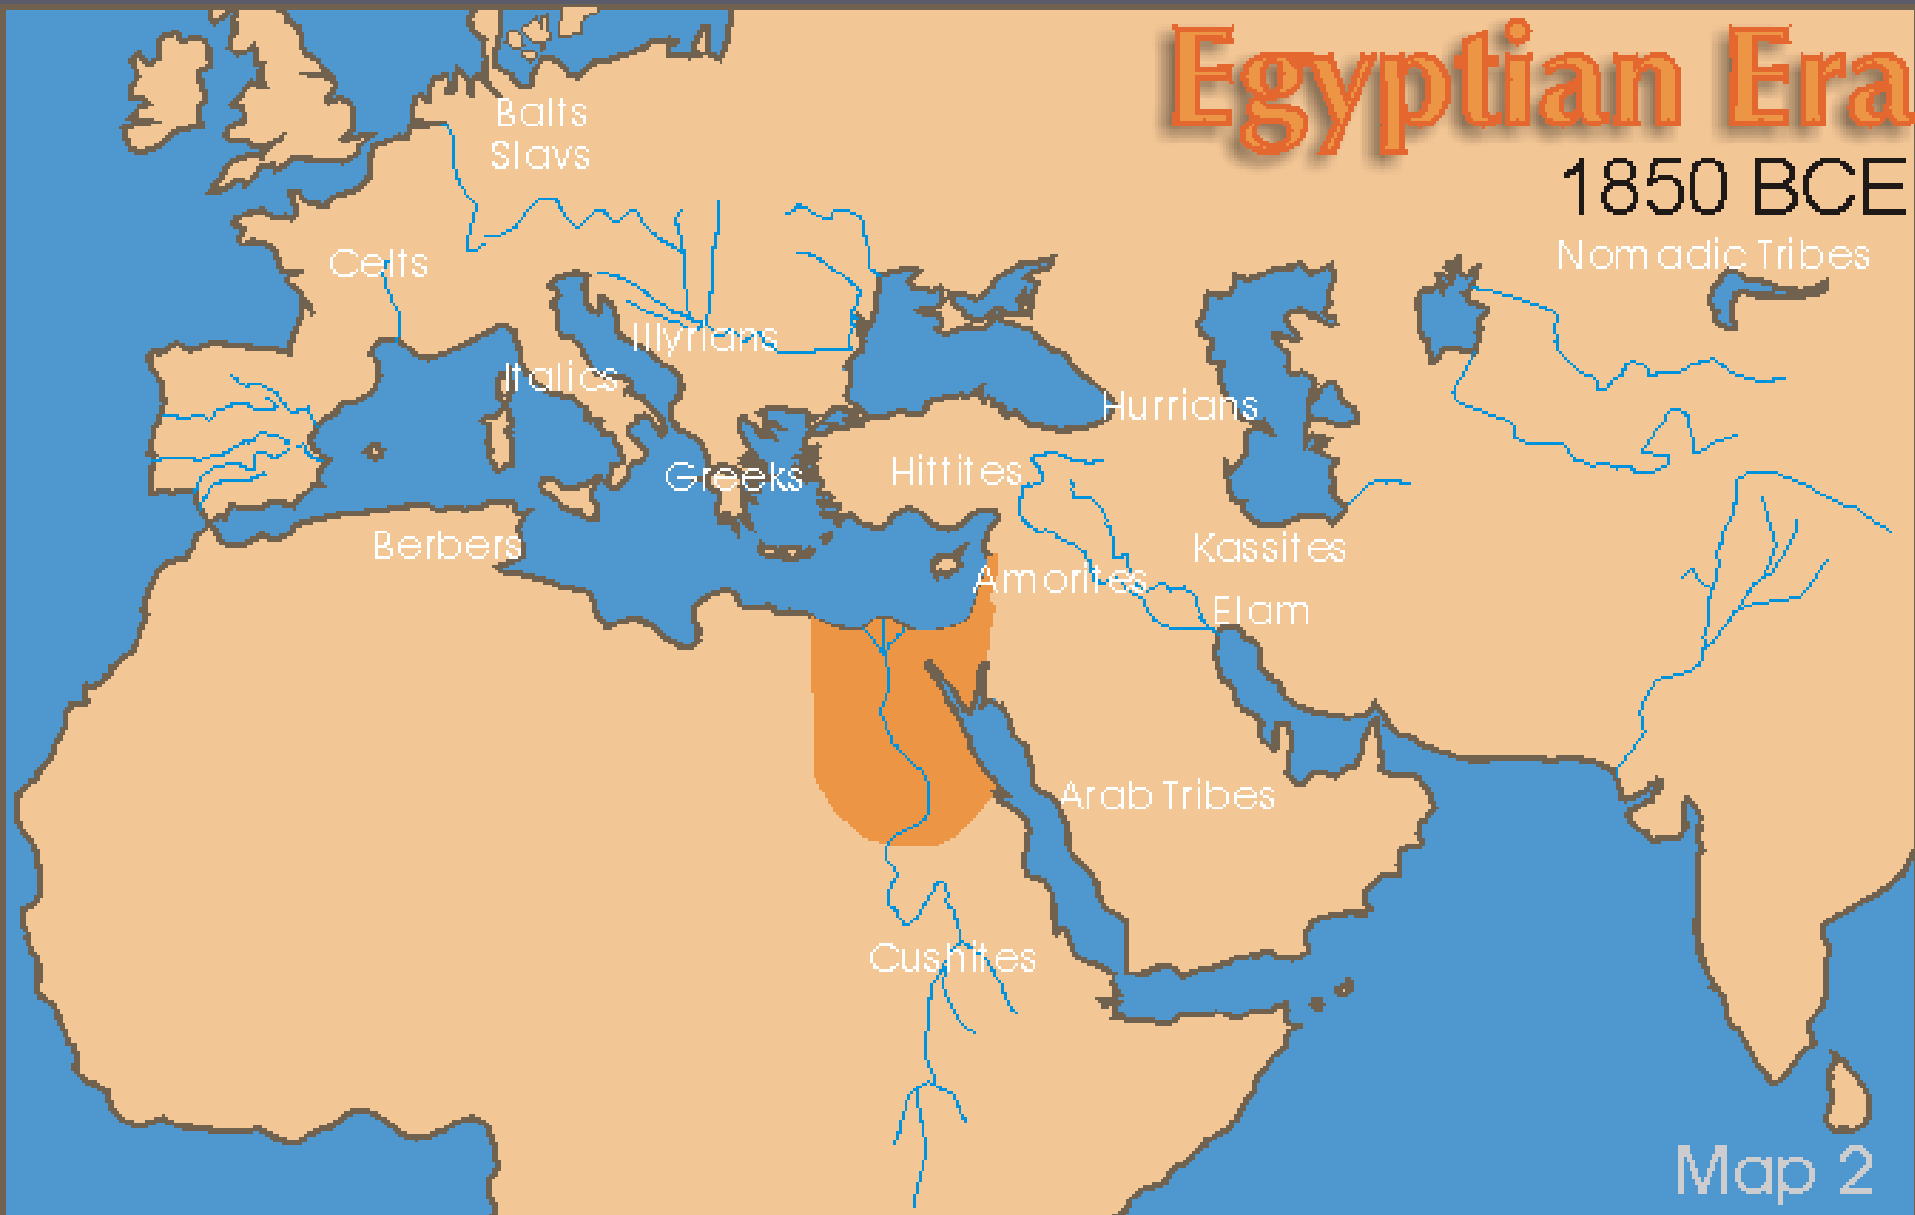 Egyptian Era
1850 BCE
Balts
Slavs
Nomadic Tribes
Celts
Illyrians
Italics
Hurrians
Greeks
Hittites
Berbers
Kassites
Amorites
Elam
Arab Tribes
Cushites
Map 2